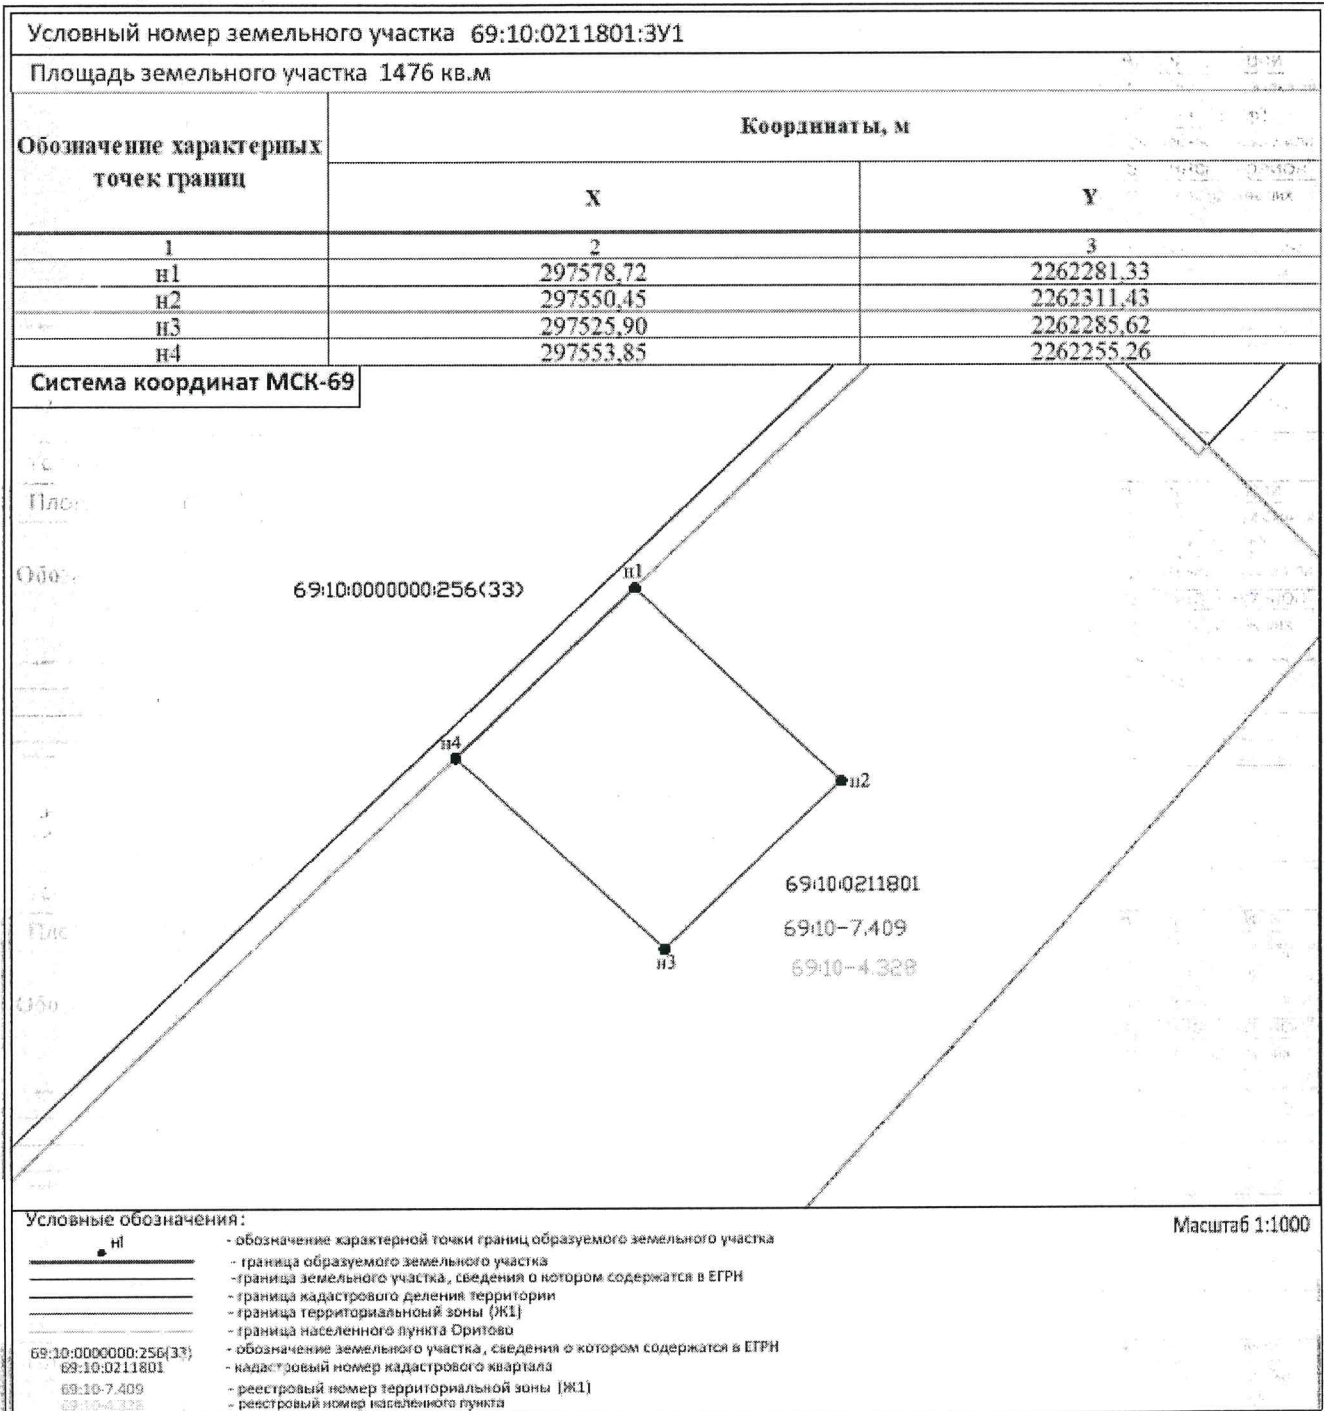 Условный номер земельного участка 69:10:0211801:ЗУ1
Площадь земельного участка 1476 кв.м
Обозначение характерных точек границ
Координаты, м
X
Y
1 2 3
н1 297578,72 2262281,33
н2 297550,45 2262311,43
н3 297525,90 2262285,62
н4 297553,85 2262255,26
Система координат МСК-69
69:10:0000000:256(33)
н1
н4
н2
н3
69:10:0211801
69:10-7.409
69:10-4.328
Условные обозначения:
Масштаб 1:1000
н1 - обозначение характерной точки границ образуемого земельного участка
- граница образуемого земельного участка
-граница земельного участка, сведения о котором содержатся в ЕГРН
- граница кадастрового деления территории
- граница территориальноый зоны (Ж1)
- граница населенного пункта Оритово
69:10:0000000:256(33) - обозначение земельного участка, сведения о котором содержатся в ЕГРН
69:10:0211801 - кадастровый номер кадастрового квартала
69:10-7.409 - реестровый номер территориальной зоны (Ж1)
69:10-4.328 - реестровый номер населенного пункта